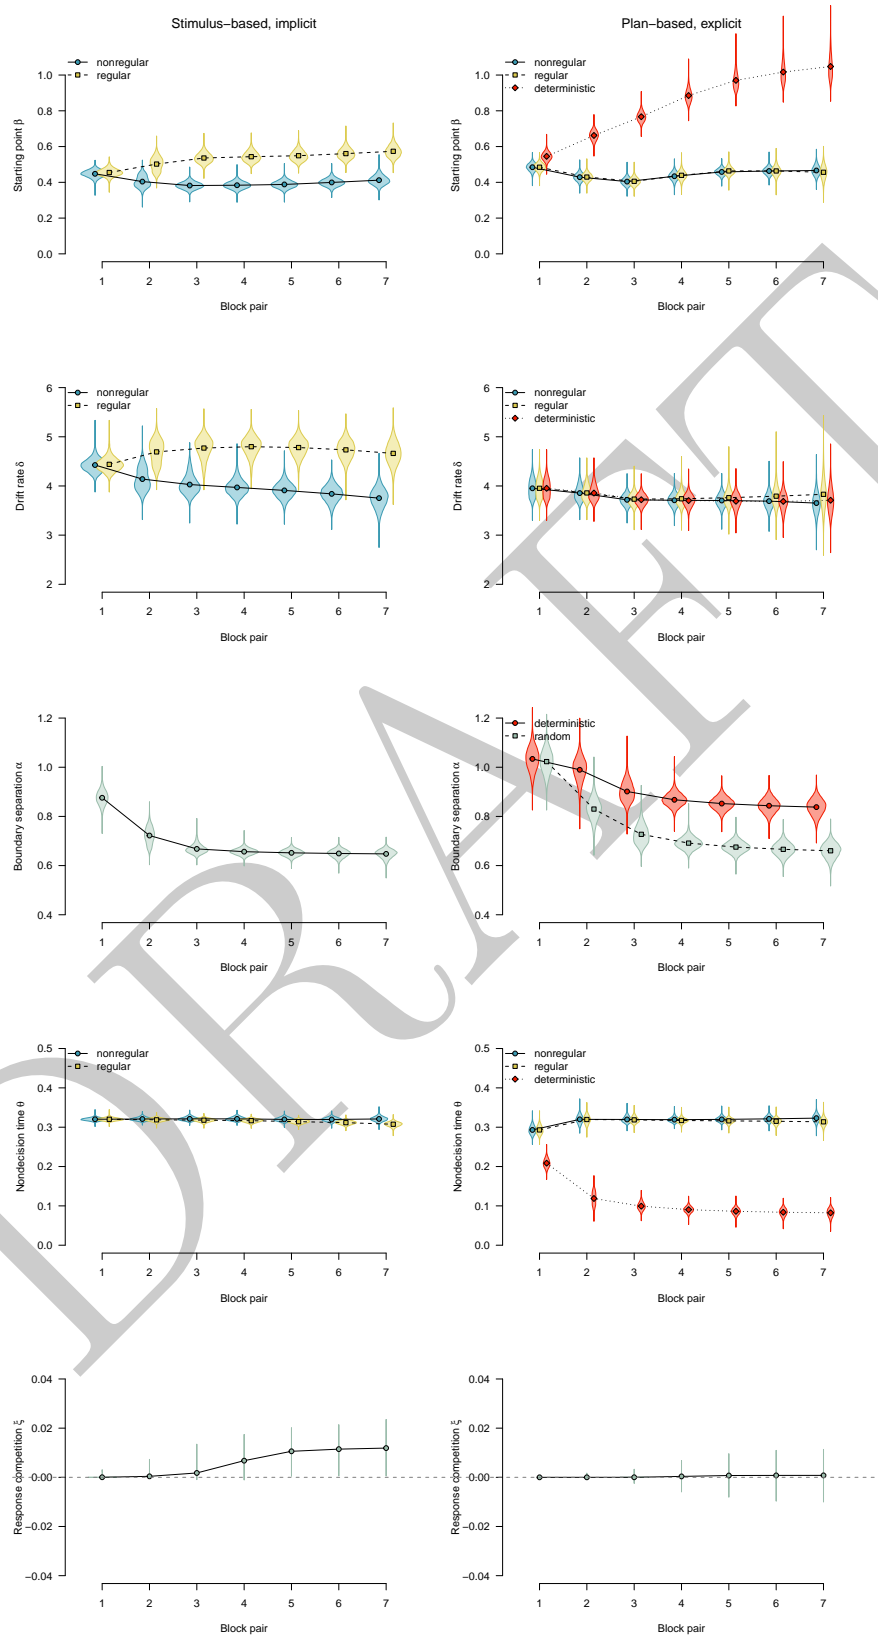 Stimulus−based, implicit
Plan−based, explicit
nonregular
regular
Starting point β
1.0
0.8
0.6
0.4
0.2
0.0
1 2 3 4 5 6 7
Block pair
nonregular
regular
deterministic
Starting point β
1.0
0.8
0.6
0.4
0.2
0.0
1 2 3 4 5 6 7
Block pair
nonregular
regular
Drift rate δ
6
5
4
3
2
1 2 3 4 5 6 7
Block pair
nonregular
regular
deterministic
Drift rate δ
6
5
4
3
2
1 2 3 4 5 6 7
Block pair
Boundary separation α
1.2
1.0
0.8
0.6
0.4
1 2 3 4 5 6 7
Block pair
deterministic
random
Boundary separation α
1.2
1.0
0.8
0.6
0.4
1 2 3 4 5 6 7
Block pair
nonregular
regular
Nondecision time θ
0.5
0.4
0.3
0.2
0.1
0.0
1 2 3 4 5 6 7
Block pair
nonregular
regular
deterministic
Nondecision time θ
0.5
0.4
0.3
0.2
0.1
0.0
1 2 3 4 5 6 7
Block pair
Response competition ξ
0.04
0.02
0.00
−0.02
−0.04
1 2 3 4 5 6 7
Block pair
Response competition ξ
0.04
0.02
0.00
−0.02
−0.04
1 2 3 4 5 6 7
Block pair
DRAFT